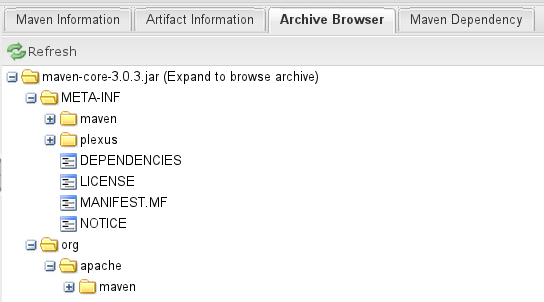 Maven Information Artifact Information Archive Browser Maven Dependency
Refresh
maven-core-3.0.3.jar (Expand to browse archive)
META-INF
maven
plexus
DEPENDENCIES
LICENSE
MANIFEST.MF
NOTICE
org
apache
maven